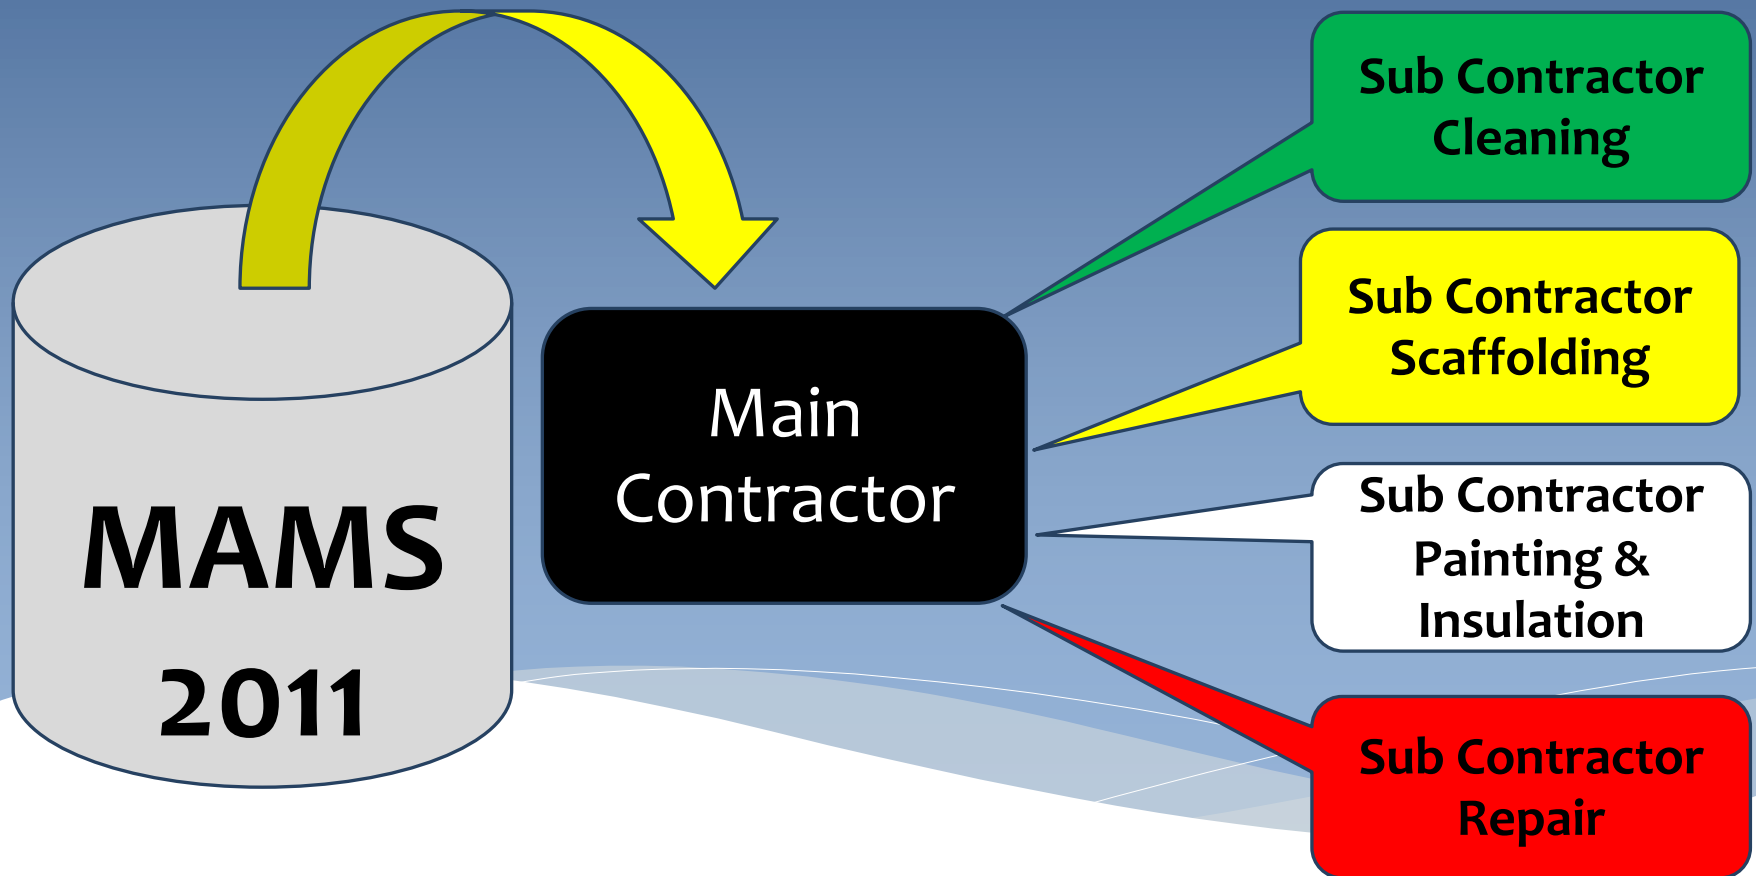 MAMS
2011
Main
Contractor
Sub Contractor
Cleaning
Sub Contractor
Scaffolding
Sub Contractor
Painting &
Insulation
Sub Contractor
Repair